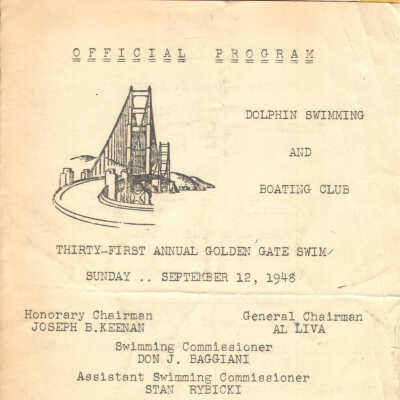 OFFICIAL PROGRAM
DOLPHIN SWIMMING
AND
BOATING CLUB
THIRTY-FIRST ANNUAL GOLDEN GATE SWIM
SUNDAY .. SEPTEMBER 12, 1948
Honorary Chairman
JOSEPH B.KEENAN
General Chairman
AL LIVA
Swimming Commissioner
DON J. BAGGIANI
Assistant Swimming Commissioner
STAN RYBICKI